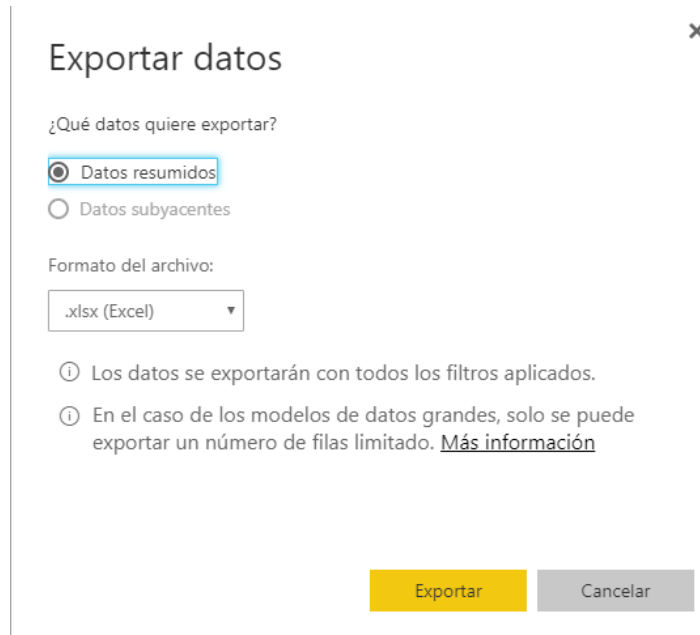 Exportar datos
¿Qué datos quiere exportar?
Datos resumidos
Datos subyacentes
Formato del archivo:
.xlsx (Excel)
Los datos se exportarán con todos los filtros aplicados.
En el caso de los modelos de datos grandes, solo se puede
exportar un número de filas limitado. Más información
Exportar
Cancelar